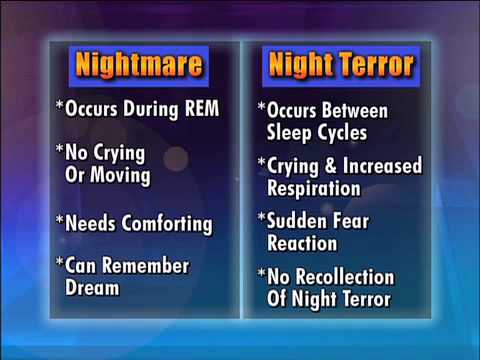 Nightmare
*Occurs During REM
*No Crying
Or Moving
*Needs Comforting
*Can Remember
Dream
Night Terror
*Occurs Between
Sleep Cycles
*Crying & Increased
Respiration
*Sudden Fear
Reaction
*No Recollection
Of Night Terror